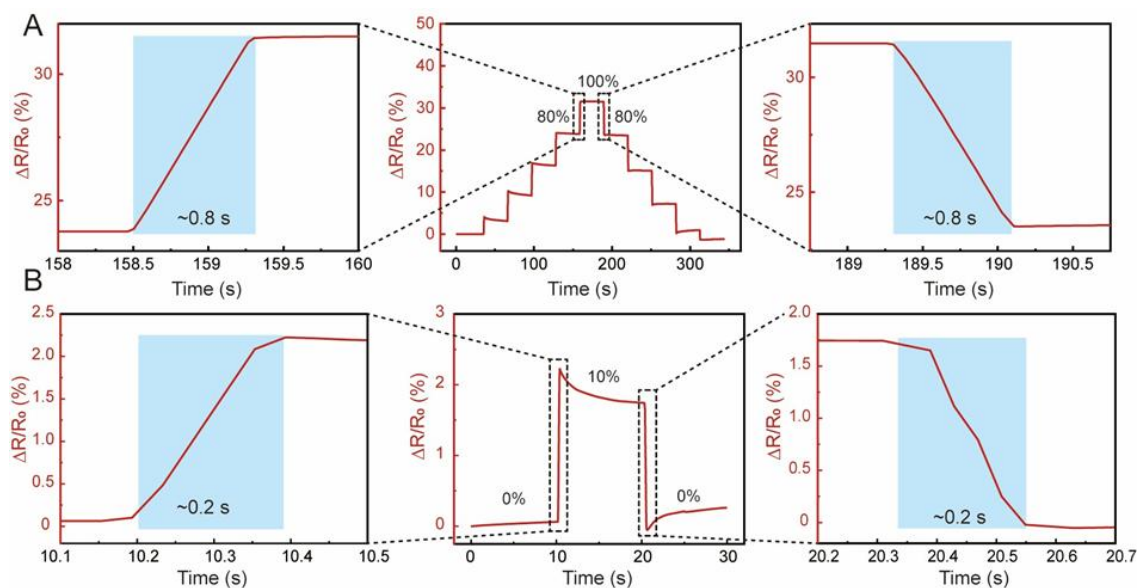 A
ΔR/R₀ (%)
31
28
25
~0.8 s
158 158.5 159 159.5 160
Time (s)
ΔR/R₀ (%)
50
40
30
20
10
0
100%
80% 80%
0 100 200 300
Time (s)
ΔR/R₀ (%)
31
28
25
~0.8 s
189 189.5 190 190.5
Time (s)
B
ΔR/R₀ (%)
2.5
2.0
1.5
1.0
0.5
0
~0.2 s
10.1 10.2 10.3 10.4 10.5
Time (s)
ΔR/R₀ (%)
3
2
1
0
10%
0% 0%
0 10 20 30
Time (s)
ΔR/R₀ (%)
2.0
1.5
1.0
0.5
0
~0.2 s
20.2 20.3 20.4 20.5 20.6 20.7
Time (s)